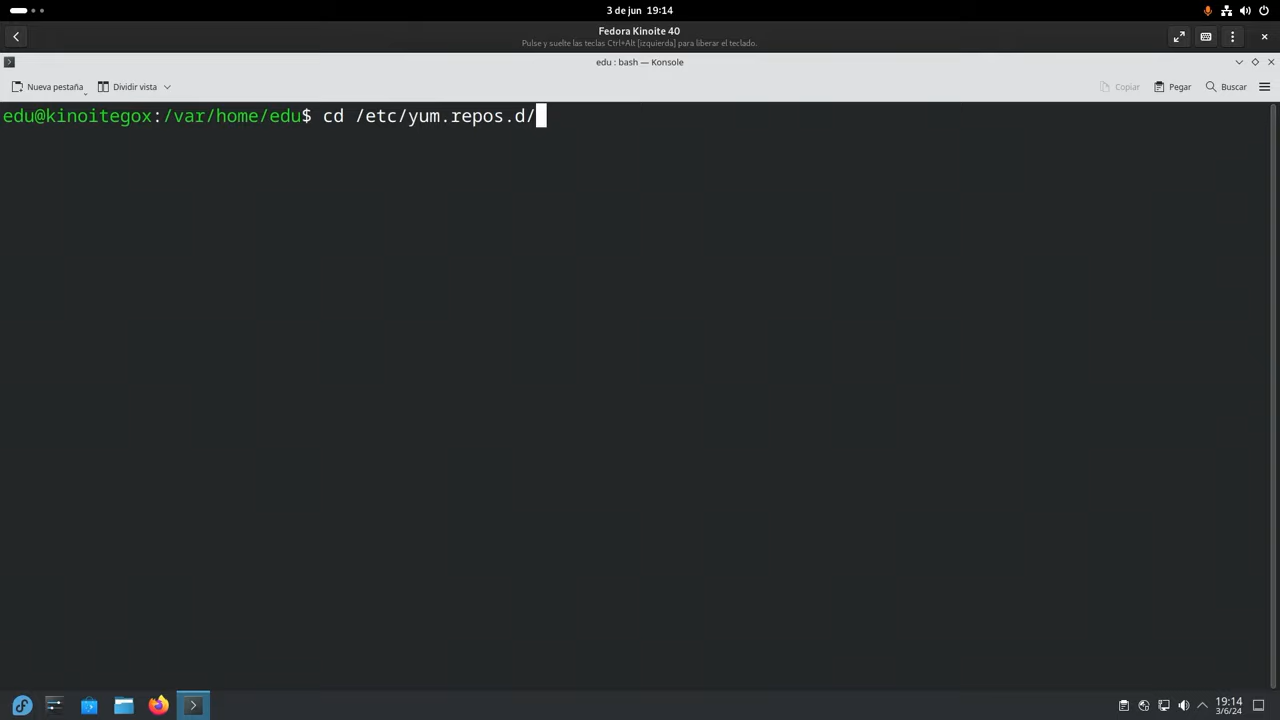 3 de jun 19:14
Fedora Kinoite 40
Pulse y suelte las teclas Ctrl+Alt [izquierda] para liberar el teclado.
edu : bash — Konsole
Nueva pestaña
Dividir vista
Copiar
Pegar
Buscar
edu@kinoitegox:/var/home/edu$ cd /etc/yum.repos.d/
19:14
3/6/24